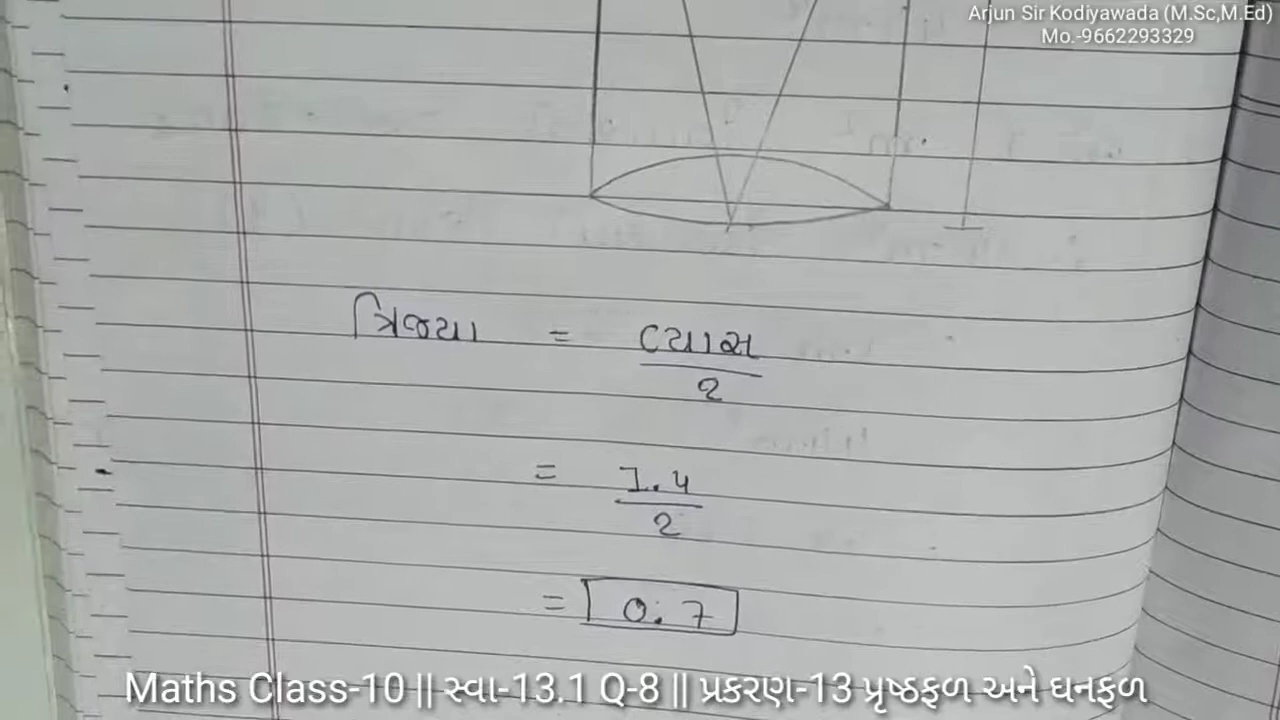 Arjun Sir Kodiyawada (M.Sc,M.Ed)
Mo.-9662293329
ત્રિજ્યા = વ્યાસ / 2
= 1.4 / 2
= 0.7
Maths Class-10 || સ્વા-13.1 Q-8 || પ્રકરણ-13 પૃષ્ઠફળ અને ઘનફળ